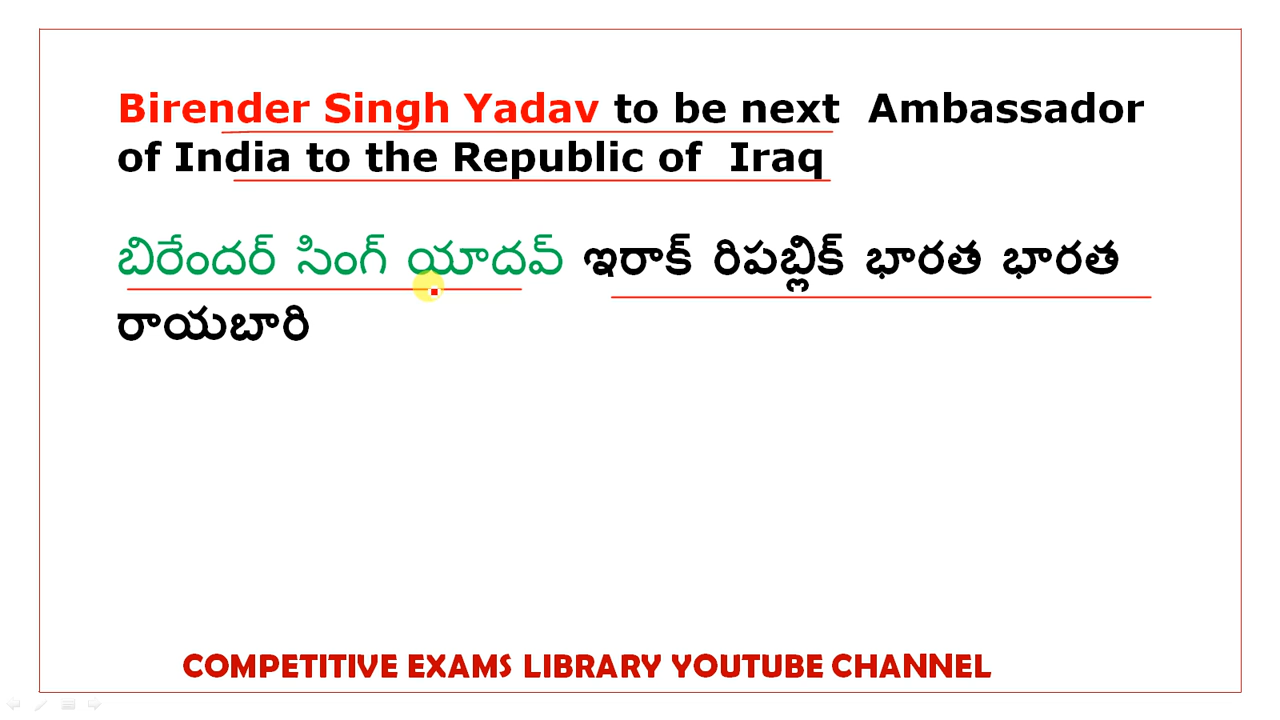 Birender Singh Yadav to be next Ambassador
of India to the Republic of Iraq
బిరేందర్ సింగ్ యాదవ్ ఇరాక్ రిపబ్లిక్ భారత భారత
రాయబారి
COMPETITIVE EXAMS LIBRARY YOUTUBE CHANNEL